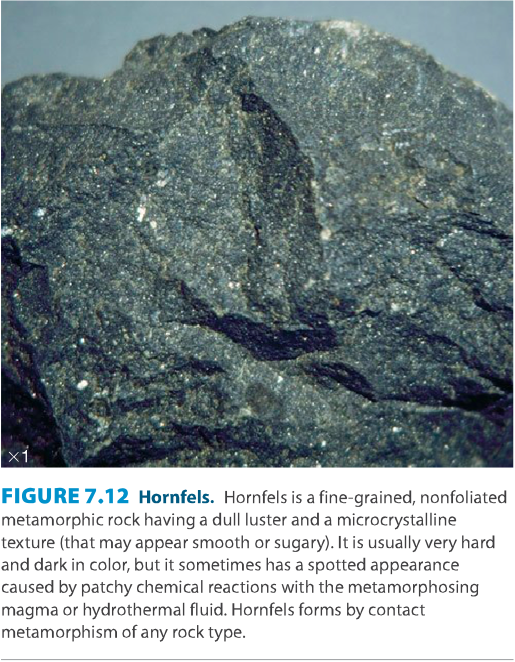 ×1
FIGURE 7.12 Hornfels. Hornfels is a fine-grained, nonfoliated
metamorphic rock having a dull luster and a microcrystalline
texture (that may appear smooth or sugary). It is usually very hard
and dark in color, but it sometimes has a spotted appearance
caused by patchy chemical reactions with the metamorphosing
magma or hydrothermal fluid. Hornfels forms by contact
metamorphism of any rock type.